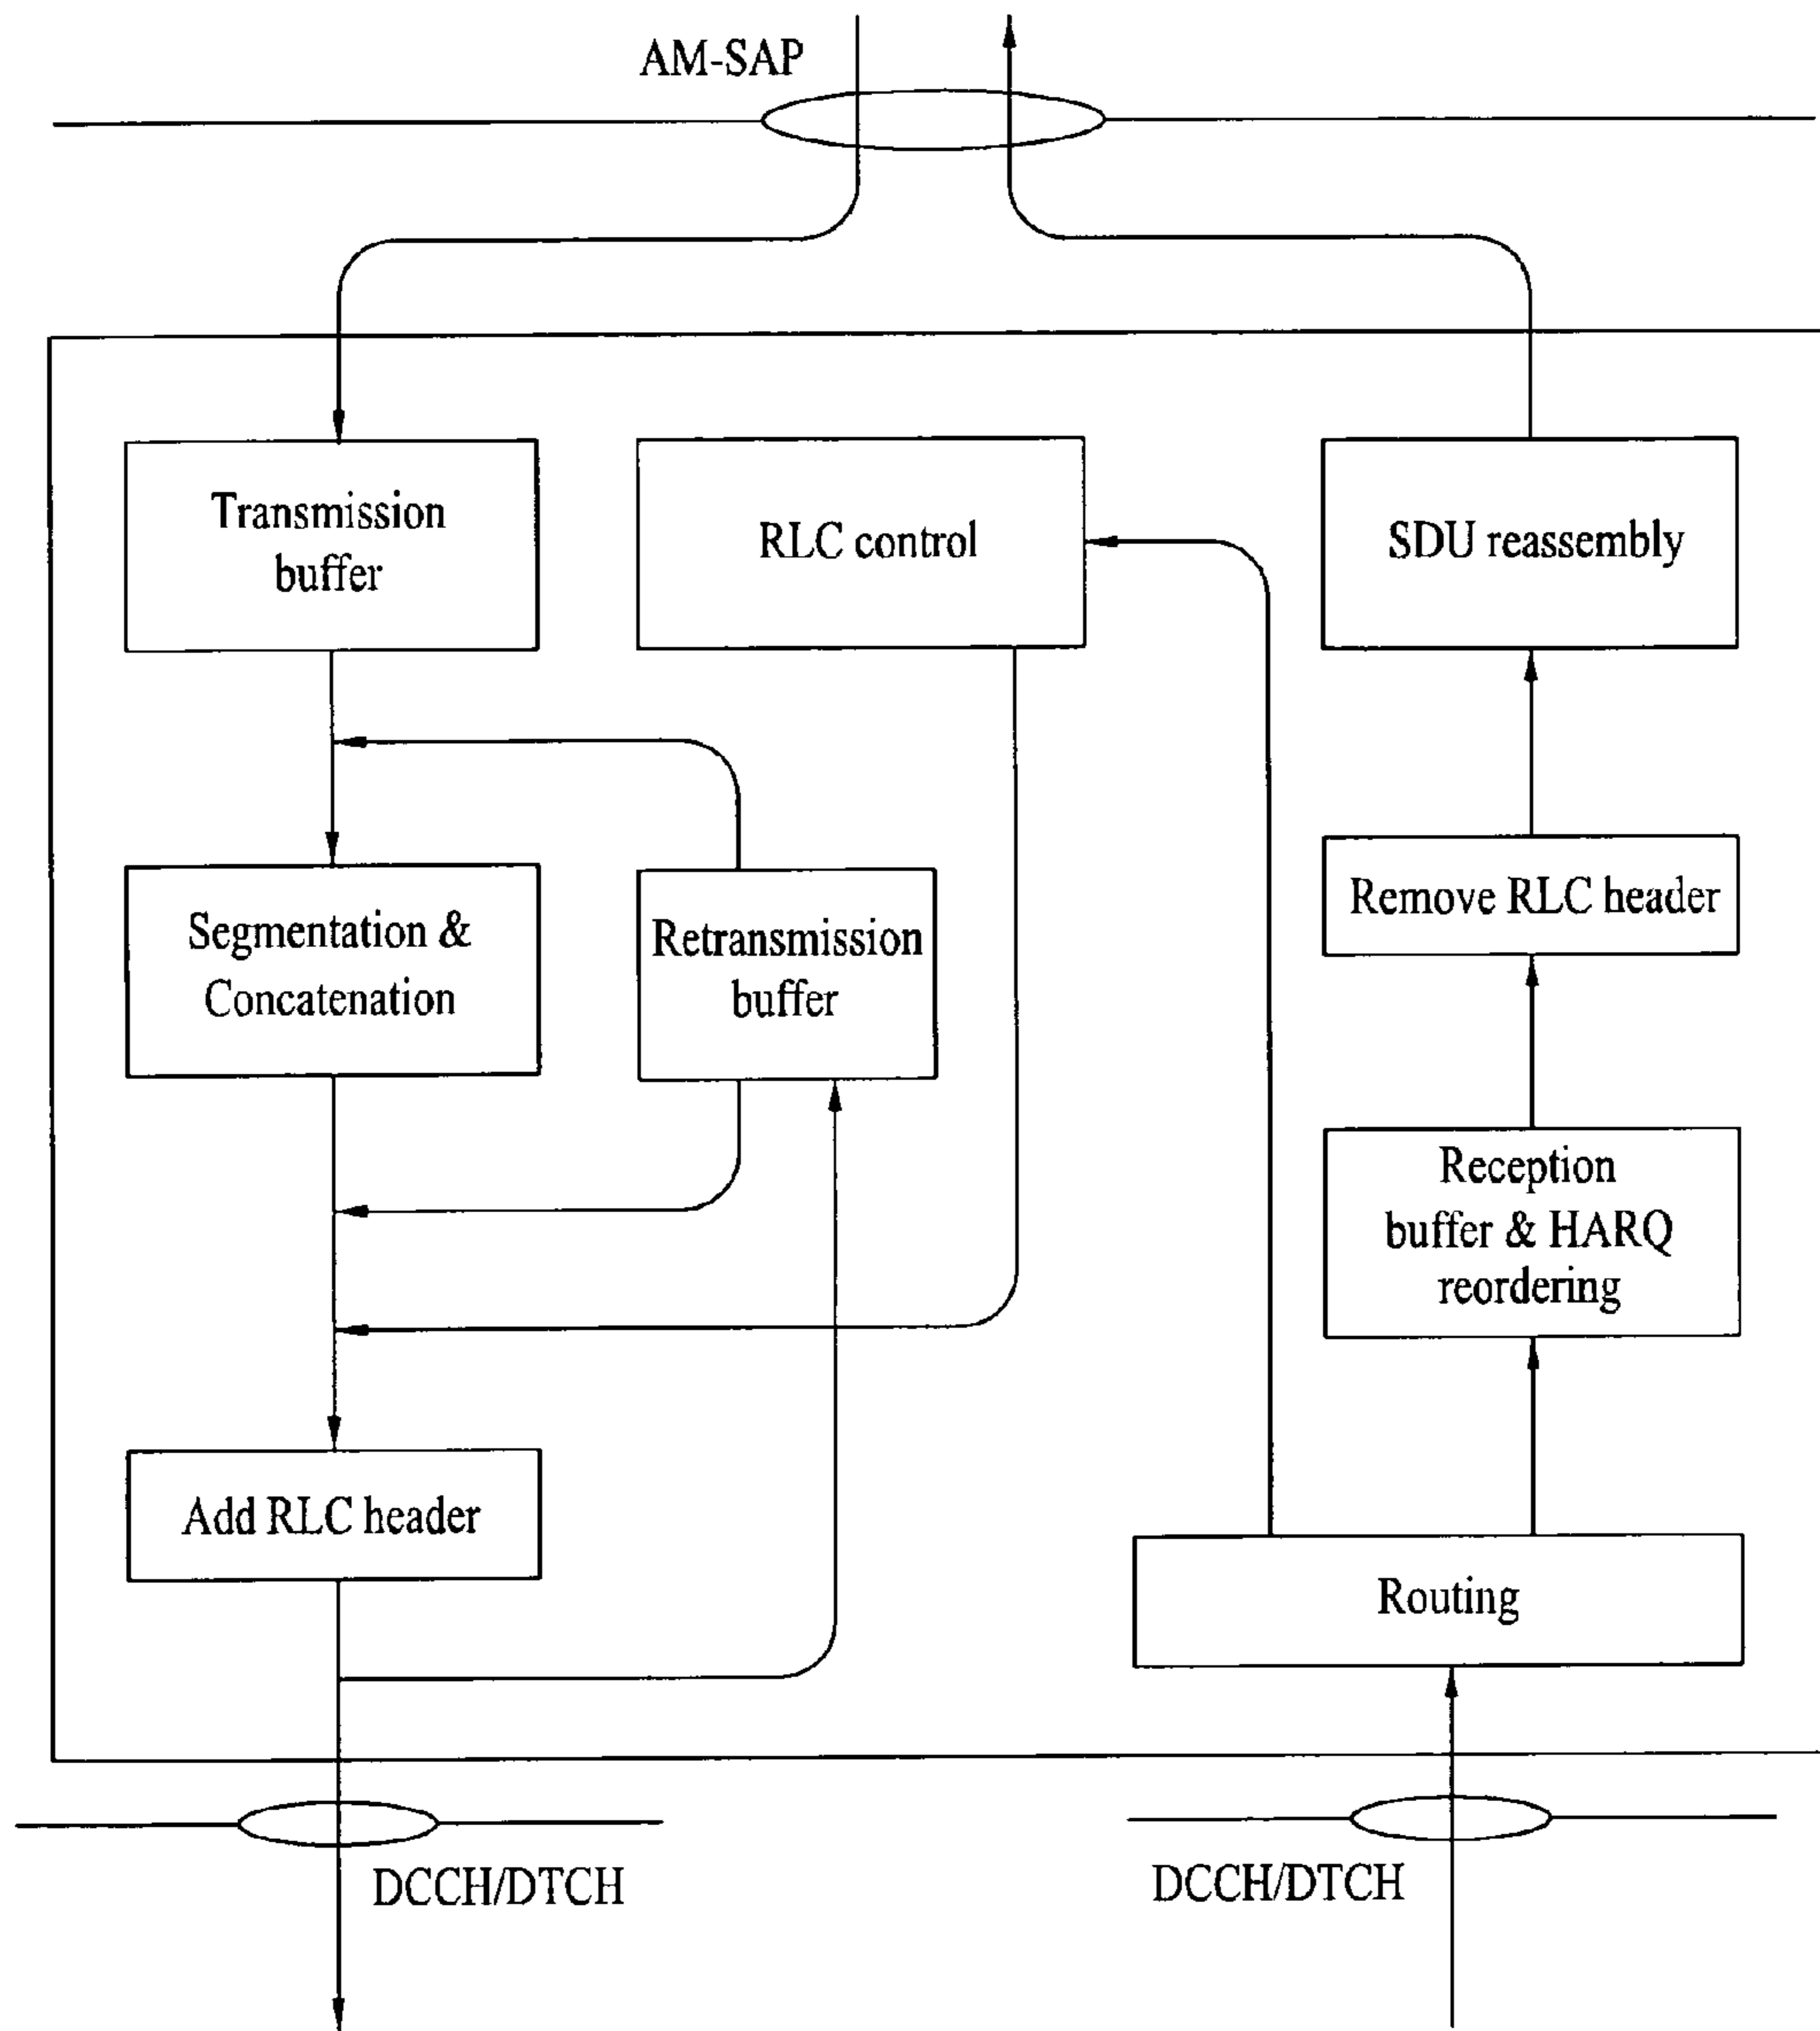 AM-SAP
Transmission
buffer
RLC control
SDU reassembly
Segmentation &
Concatenation
Retransmission
buffer
Remove RLC header
Reception
buffer & HARQ
reordering
Add RLC header
Routing
DCCH/DTCH
DCCH/DTCH